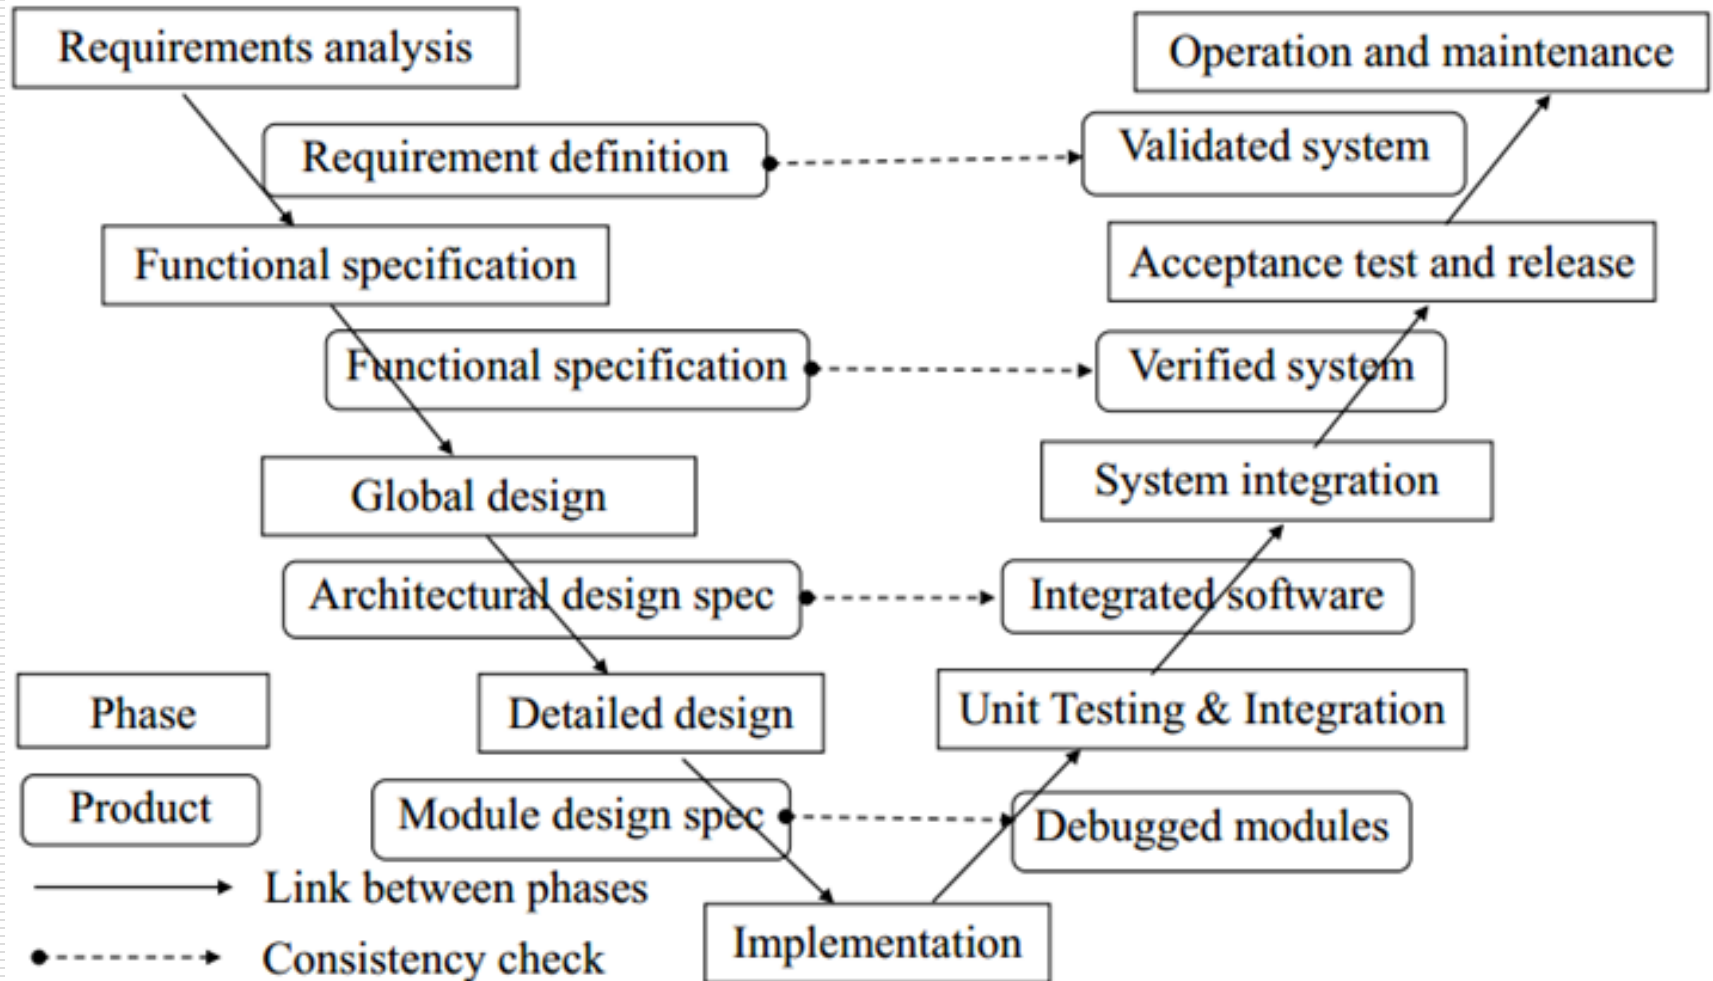 Requirements analysis
Operation and maintenance
Requirement definition
Validated system
Functional specification
Acceptance test and release
Functional specification
Verified system
Global design
System integration
Architectural design spec
Integrated software
Phase
Detailed design
Unit Testing & Integration
Product
Module design spec
Debugged modules
Link between phases
Implementation
Consistency check